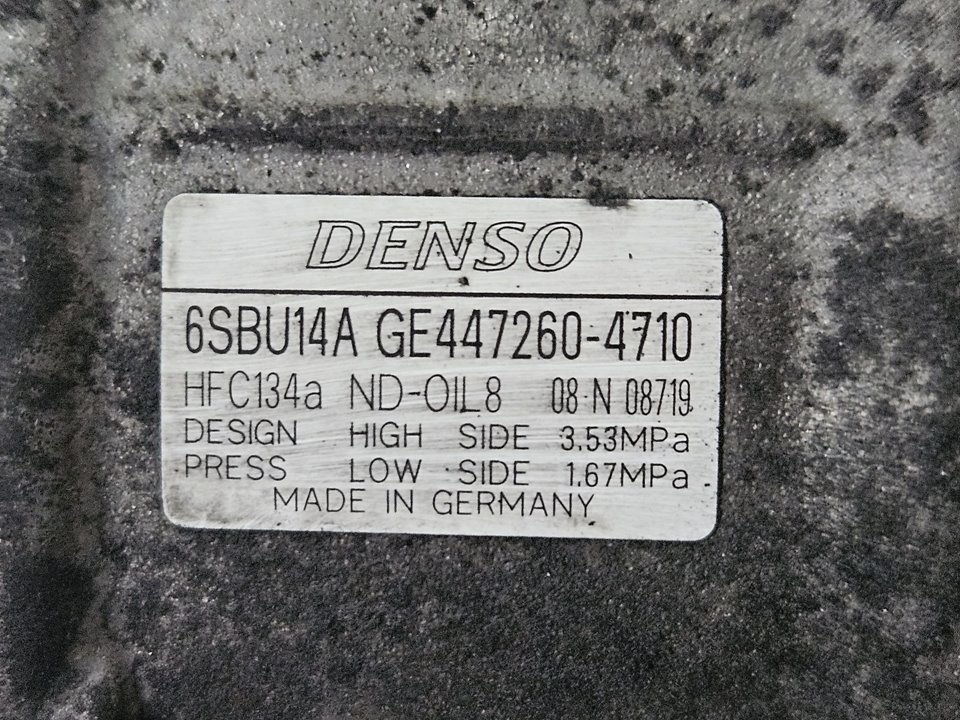 DENSO
6SBU14A GE447260-4710
HFC134a ND-OIL8 08·N 08719
DESIGN HIGH SIDE 3.53MPa
PRESS LOW SIDE 1.67MPa
MADE IN GERMANY